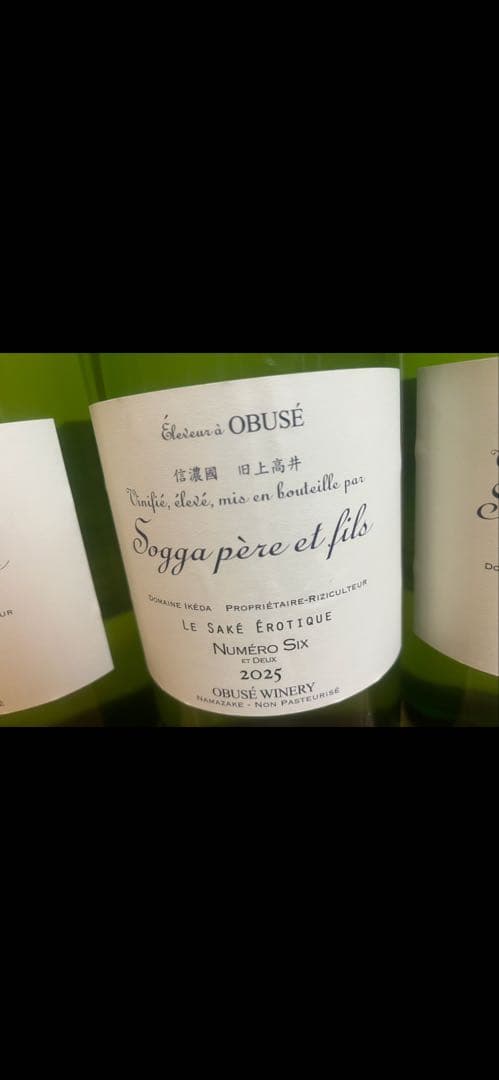 Éleveur à OBUSÉ
信濃國 旧上高井
Vinifié, élevé, mis en bouteille par
Sogga père et fils
DOMAINE IKÉDA PROPRIÉTAIRE-RIZICULTEUR
LE SAKÉ ÉROTIQUE
NUMÉRO SIX
ET DEUX
2025
OBUSÉ WINERY
NAMAZAKE - NON PASTEURISÉ